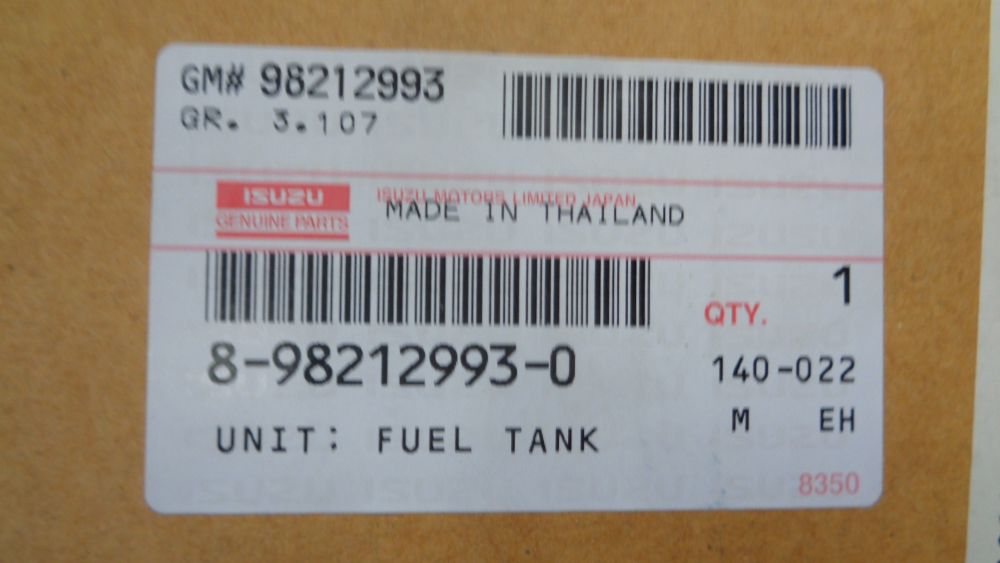 GM# 98212993
GR. 3.107
ISUZU
GENUINE PARTS
ISUZU MOTORS LIMITED JAPAN
MADE IN THAILAND
1
QTY.
8-98212993-0
140-022
M EH
UNIT: FUEL TANK
8350